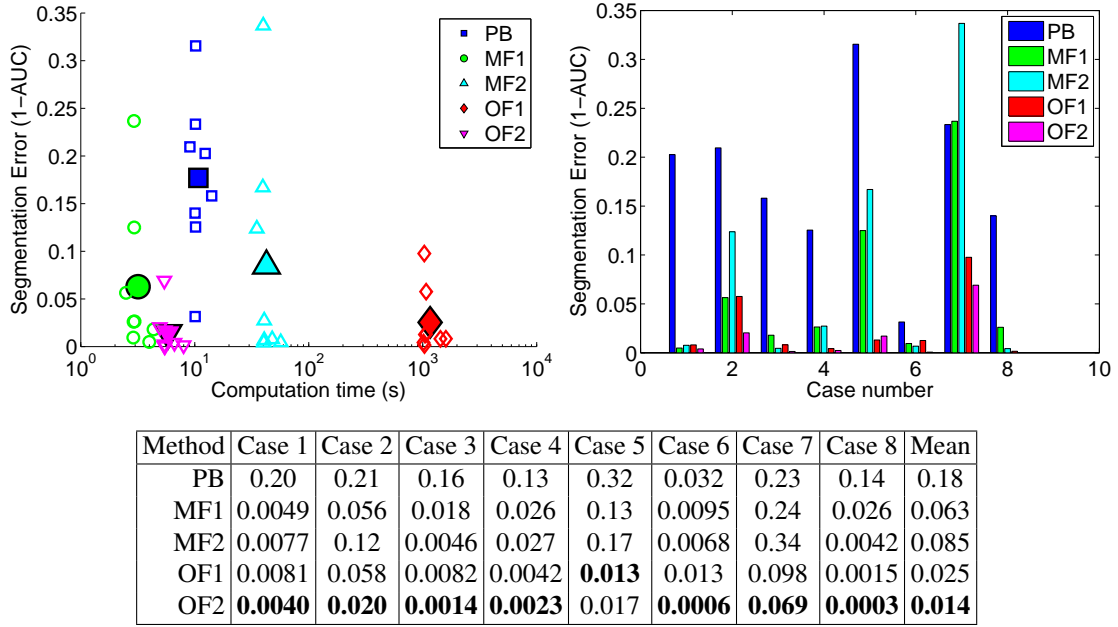 0.35
0.3
0.25
0.2
0.15
0.1
0.05
0
Segmentation Error (1−AUC)
10^0
10^1
10^2
10^3
10^4
Computation time (s)
PB
MF1
MF2
OF1
OF2
0.35
0.3
0.25
0.2
0.15
0.1
0.05
0
Segmentation Error (1−AUC)
0
2
4
6
8
10
Case number
PB
MF1
MF2
OF1
OF2
Method Case 1 Case 2 Case 3 Case 4 Case 5 Case 6 Case 7 Case 8 Mean
PB 0.20 0.21 0.16 0.13 0.32 0.032 0.23 0.14 0.18
MF1 0.0049 0.056 0.018 0.026 0.13 0.0095 0.24 0.026 0.063
MF2 0.0077 0.12 0.0046 0.027 0.17 0.0068 0.34 0.0042 0.085
OF1 0.0081 0.058 0.0082 0.0042 0.013 0.013 0.098 0.0015 0.025
OF2 0.0040 0.020 0.0014 0.0023 0.017 0.0006 0.069 0.0003 0.014